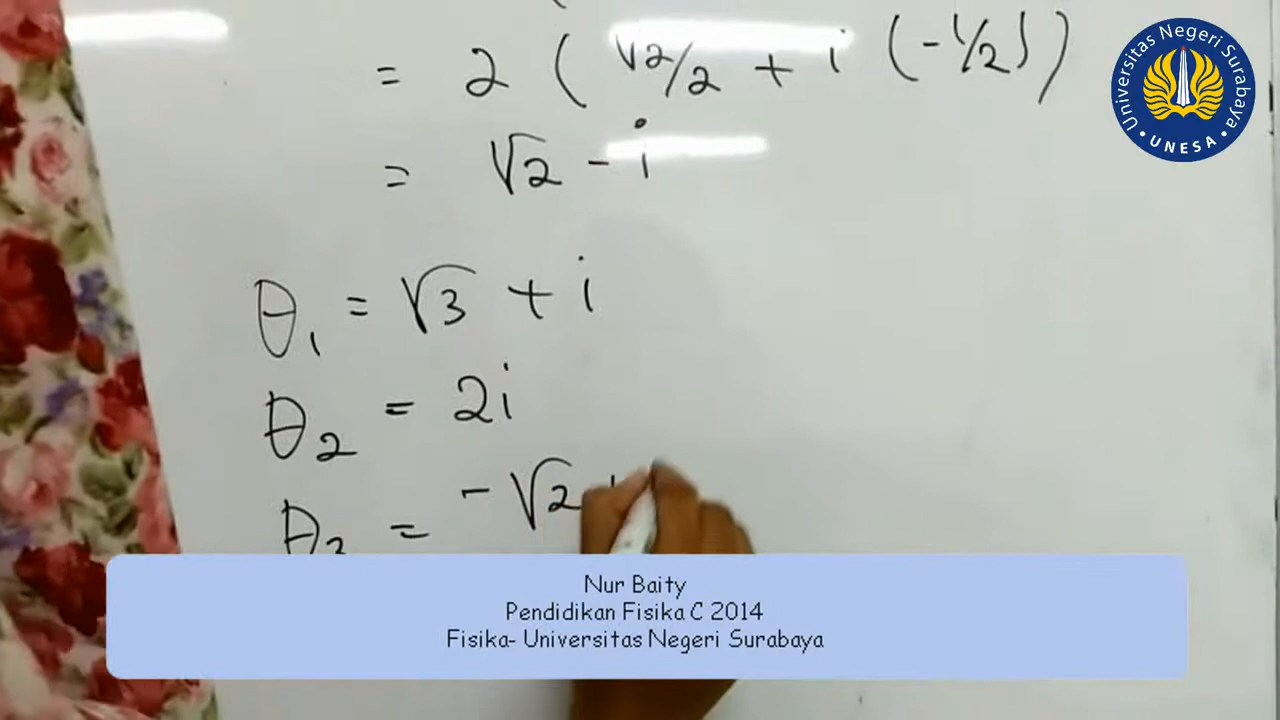 = 2 ( √2/2 + i (-1/2) )
= √2 - i
θ₁ = √3 + i
θ₂ = 2i
θ₃ = -√2
Universitas Negeri Surabaya
• UNESA •
Nur Baity
Pendidikan Fisika C 2014
Fisika- Universitas Negeri Surabaya